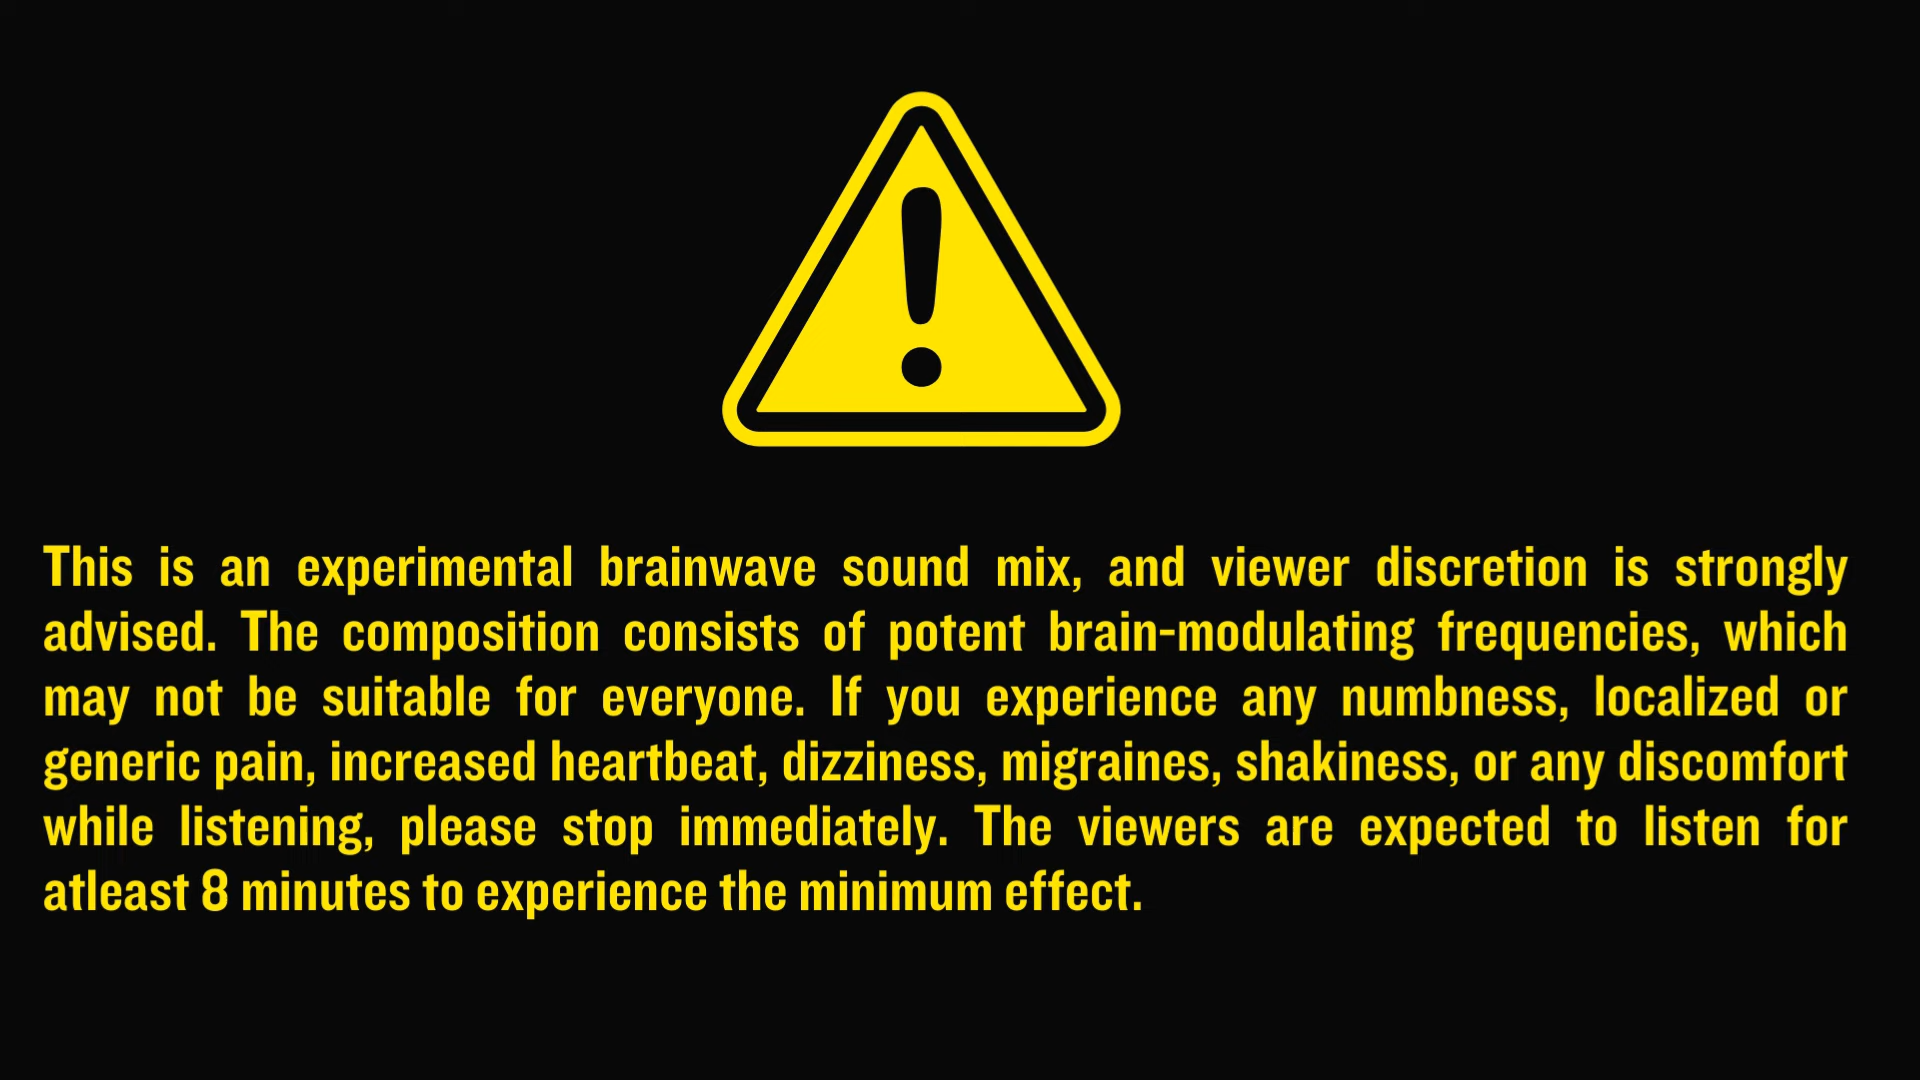 This is an experimental brainwave sound mix, and viewer discretion is strongly
advised. The composition consists of potent brain-modulating frequencies, which
may not be suitable for everyone. If you experience any numbness, localized or
generic pain, increased heartbeat, dizziness, migraines, shakiness, or any discomfort
while listening, please stop immediately. The viewers are expected to listen for
atleast 8 minutes to experience the minimum effect.